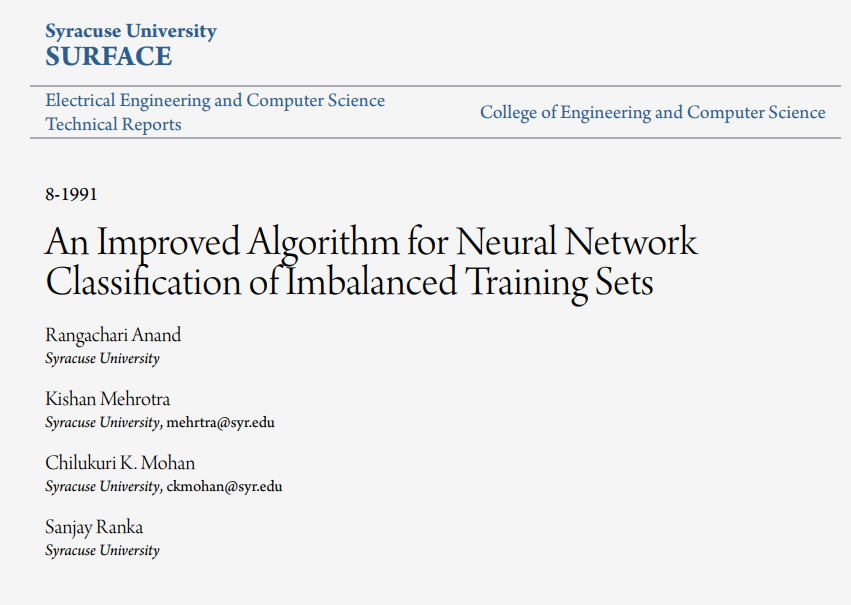 Syracuse University
SURFACE
Electrical Engineering and Computer Science
Technical Reports
College of Engineering and Computer Science
8-1991
An Improved Algorithm for Neural Network
Classification of Imbalanced Training Sets
Rangachari Anand
Syracuse University
Kishan Mehrotra
Syracuse University, mehrtra@syr.edu
Chilukuri K. Mohan
Syracuse University, ckmohan@syr.edu
Sanjay Ranka
Syracuse University